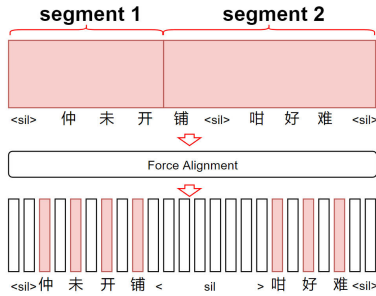 segment 1 segment 2
<sil> 仲 未 开 铺 <sil> 咁 好 难 <sil>
Force Alignment
<sil> 仲 未 开 铺 < sil > 咁 好 难 <sil>